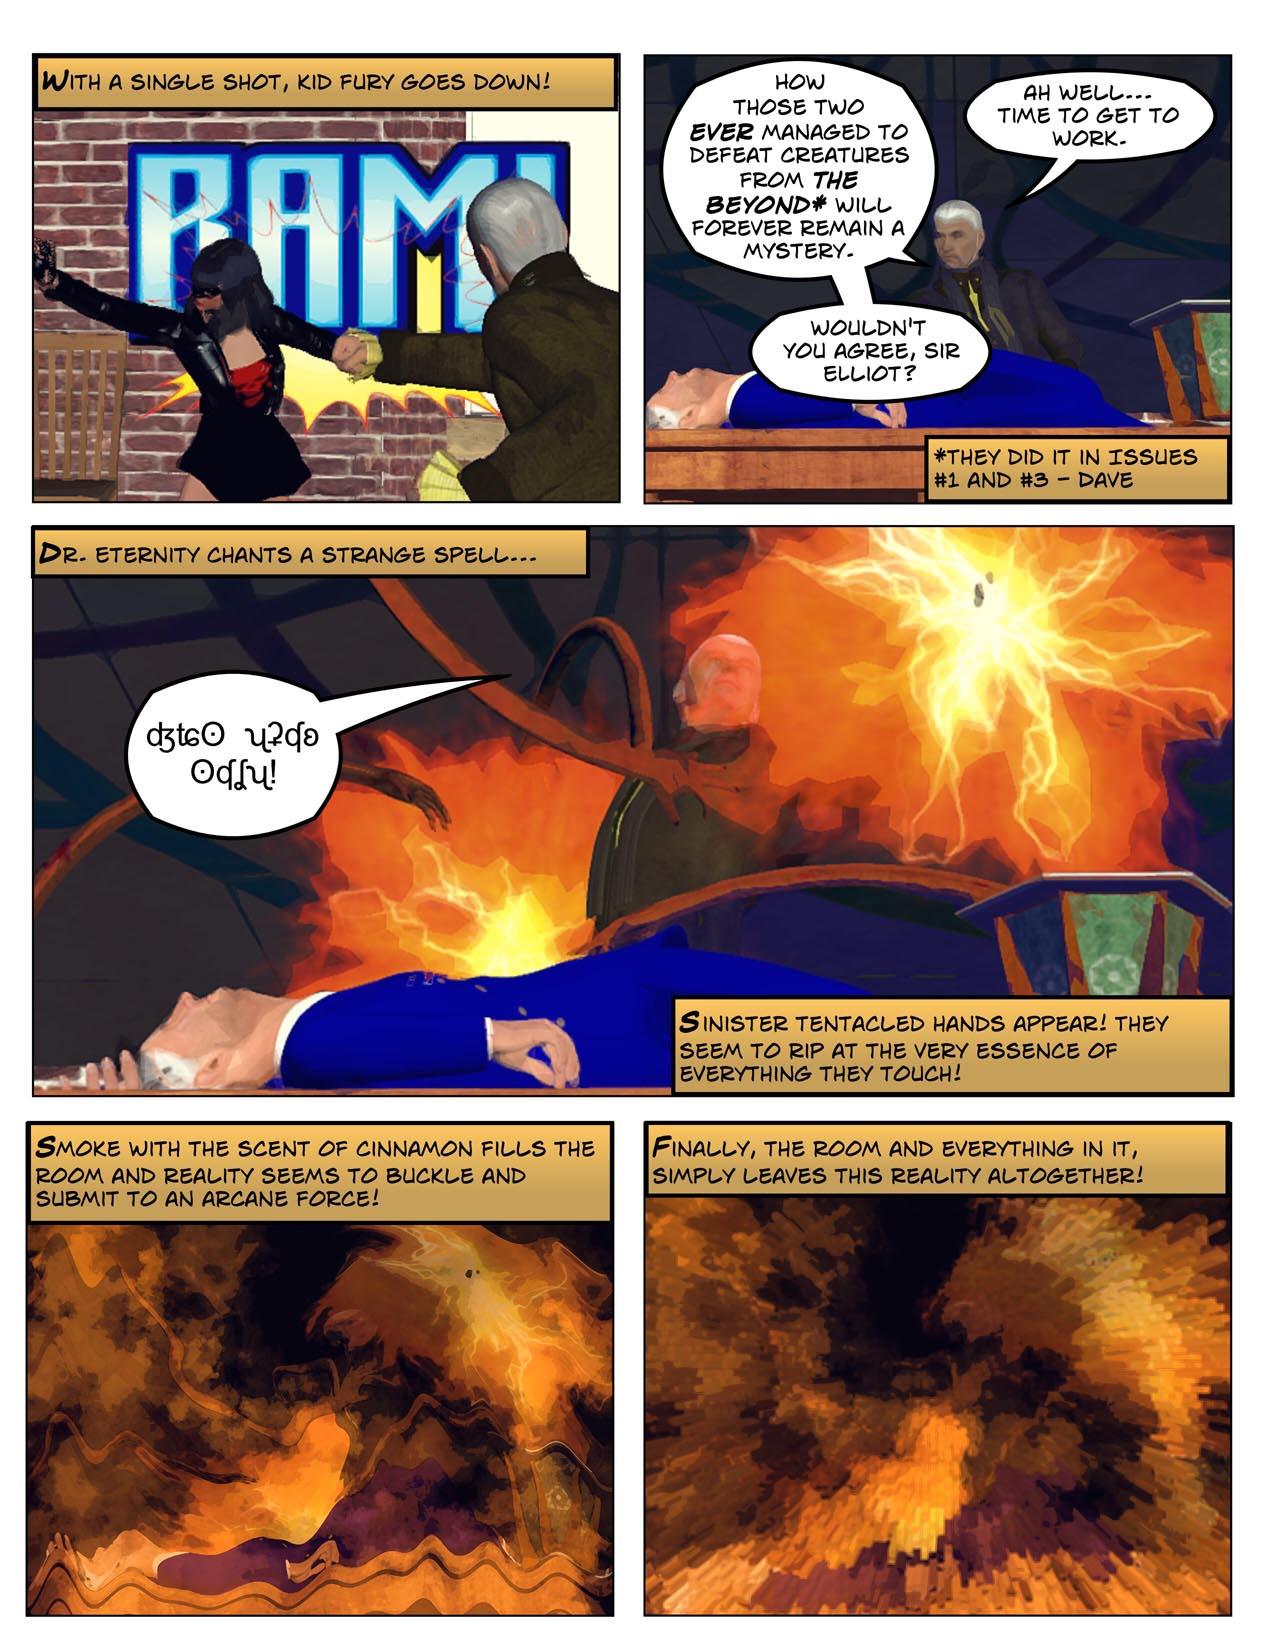 WITH A SINGLE SHOT, KID FURY GOES DOWN!
BAM!
HOW
THOSE TWO
EVER MANAGED TO
DEFEAT CREATURES
FROM THE
BEYOND* WILL
FOREVER REMAIN A
MYSTERY.
WOULDN'T
YOU AGREE, SIR
ELLIOT?
AH WELL...
TIME TO GET TO
WORK.
*THEY DID IT IN ISSUES
#1 AND #3 - DAVE
DR. ETERNITY CHANTS A STRANGE SPELL...
SINISTER TENTACLED HANDS APPEAR! THEY
SEEM TO RIP AT THE VERY ESSENCE OF
EVERYTHING THEY TOUCH!
SMOKE WITH THE SCENT OF CINNAMON FILLS THE
ROOM AND REALITY SEEMS TO BUCKLE AND
SUBMIT TO AN ARCANE FORCE!
FINALLY, THE ROOM AND EVERYTHING IN IT,
SIMPLY LEAVES THIS REALITY ALTOGETHER!